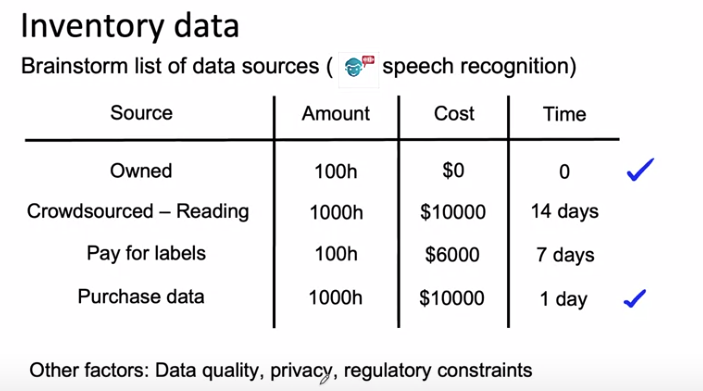 Inventory data
Brainstorm list of data sources ( speech recognition)
Source Amount Cost Time
Owned 100h $0 0
Crowdsourced – Reading 1000h $10000 14 days
Pay for labels 100h $6000 7 days
Purchase data 1000h $10000 1 day
Other factors: Data quality, privacy, regulatory constraints